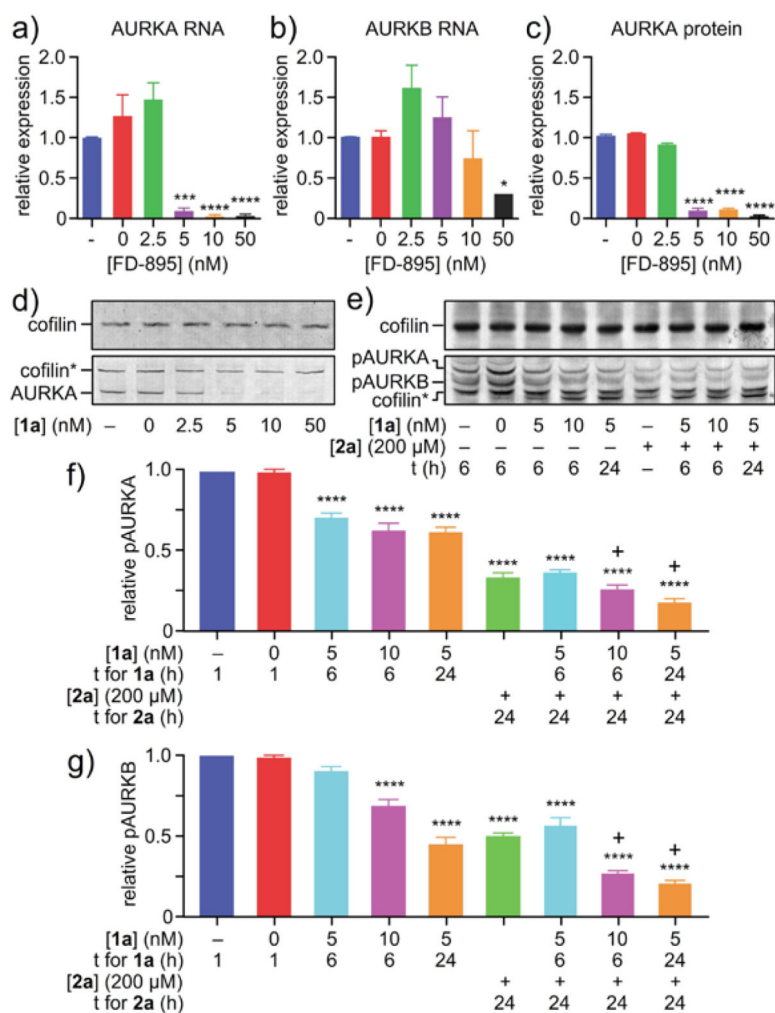 a) AURKA RNA b) AURKB RNA c) AURKA protein
relative expression relative expression relative expression
2.0 2.0 2.0
1.5 1.5 1.5
1.0 1.0 1.0
0.5 0.5 0.5
0 0 0
*** **** **** * **** **** ****
- 0 2.5 5 10 50 - 0 2.5 5 10 50 - 0 2.5 5 10 50
[FD-895] (nM) [FD-895] (nM) [FD-895] (nM)
d)
cofilin
cofilin*
AURKA
[1a] (nM) – 0 2.5 5 10 50
e)
cofilin
pAURKA
pAURKB
cofilin*
[1a] (nM) – 0 5 10 5 – 5 10 5
[2a] (200 µM) – – – – – + + + +
t (h) 6 6 6 6 24 – 6 6 24
f)
relative pAURKA
1.0
0.5
0
**** **** **** **** **** + **** + ****
[1a] (nM) – 0 5 10 5 5 10 5
t for 1a (h) 1 1 6 6 24 6 6 24
[2a] (200 µM) + + + +
t for 2a (h) 24 24 24 24
g)
relative pAURKB
1.0
0.5
0
**** **** **** **** + **** + ****
[1a] (nM) – 0 5 10 5 5 10 5
t for 1a (h) 1 1 6 6 24 6 6 24
[2a] (200 µM) + + + +
t for 2a (h) 24 24 24 24